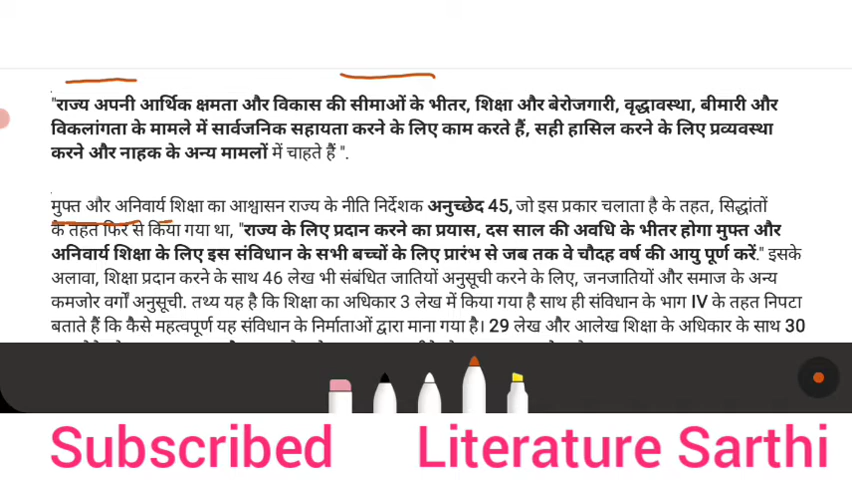 "राज्य अपनी आर्थिक क्षमता और विकास की सीमाओं के भीतर, शिक्षा और बेरोजगारी, वृद्धावस्था, बीमारी और
विकलांगता के मामले में सार्वजनिक सहायता करने के लिए काम करते हैं, सही हासिल करने के लिए प्रव्यवस्था
करने और नाहक के अन्य मामलों में चाहते हैं ".
मुफ्त और अनिवार्य शिक्षा का आश्वासन राज्य के नीति निर्देशक अनुच्छेद 45, जो इस प्रकार चलाता है के तहत, सिद्धांतों
के तहत फिर से किया गया था, "राज्य के लिए प्रदान करने का प्रयास, दस साल की अवधि के भीतर होगा मुफ्त और
अनिवार्य शिक्षा के लिए इस संविधान के सभी बच्चों के लिए प्रारंभ से जब तक वे चौदह वर्ष की आयु पूर्ण करें." इसके
अलावा, शिक्षा प्रदान करने के साथ 46 लेख भी संबंधित जातियों अनुसूची करने के लिए, जनजातियों और समाज के अन्य
कमजोर वर्गों अनुसूची. तथ्य यह है कि शिक्षा का अधिकार 3 लेख में किया गया है साथ ही संविधान के भाग IV के तहत निपटा
बताते हैं कि कैसे महत्वपूर्ण यह संविधान के निर्माताओं द्वारा माना गया है। 29 लेख और आलेख शिक्षा के अधिकार के साथ 30
Subscribed Literature Sarthi